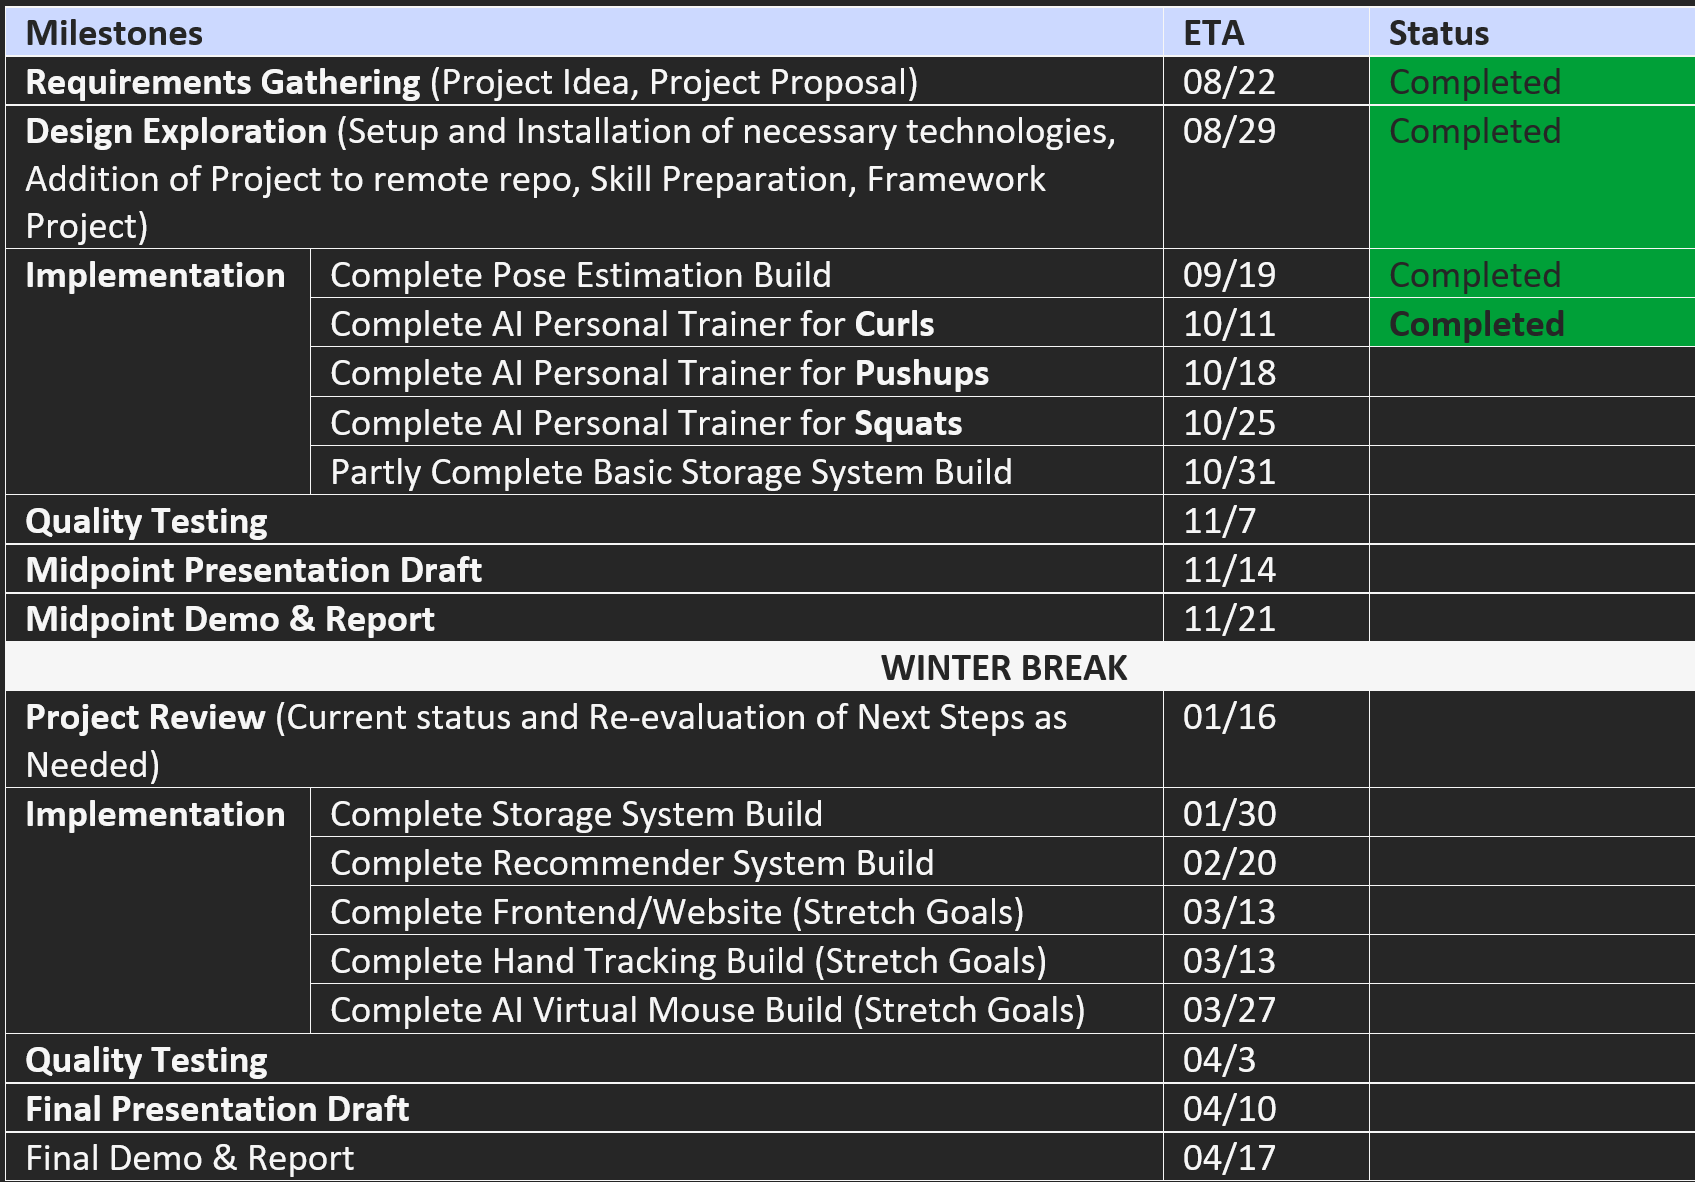 Milestones ETA Status
Requirements Gathering (Project Idea, Project Proposal) 08/22 Completed
Design Exploration (Setup and Installation of necessary technologies, 08/29 Completed
Addition of Project to remote repo, Skill Preparation, Framework
Project)
Implementation Complete Pose Estimation Build 09/19 Completed
Complete AI Personal Trainer for Curls 10/11 Completed
Complete AI Personal Trainer for Pushups 10/18
Complete AI Personal Trainer for Squats 10/25
Partly Complete Basic Storage System Build 10/31
Quality Testing 11/7
Midpoint Presentation Draft 11/14
Midpoint Demo & Report 11/21
WINTER BREAK
Project Review (Current status and Re-evaluation of Next Steps as 01/16
Needed)
Implementation Complete Storage System Build 01/30
Complete Recommender System Build 02/20
Complete Frontend/Website (Stretch Goals) 03/13
Complete Hand Tracking Build (Stretch Goals) 03/13
Complete AI Virtual Mouse Build (Stretch Goals) 03/27
Quality Testing 04/3
Final Presentation Draft 04/10
Final Demo & Report 04/17